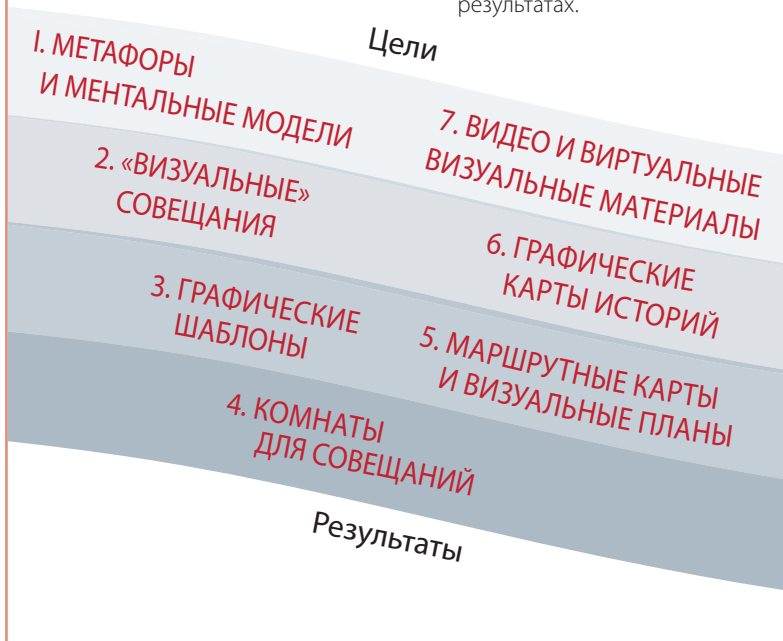 результатах.
Цели
I. МЕТАФОРЫ
И МЕНТАЛЬНЫЕ МОДЕЛИ
2. «ВИЗУАЛЬНЫЕ»
СОВЕЩАНИЯ
3. ГРАФИЧЕСКИЕ
ШАБЛОНЫ
4. КОМНАТЫ
ДЛЯ СОВЕЩАНИЙ
5. МАРШРУТНЫЕ КАРТЫ
И ВИЗУАЛЬНЫЕ ПЛАНЫ
6. ГРАФИЧЕСКИЕ
КАРТЫ ИСТОРИЙ
7. ВИДЕО И ВИРТУАЛЬНЫЕ
ВИЗУАЛЬНЫЕ МАТЕРИАЛЫ
Результаты